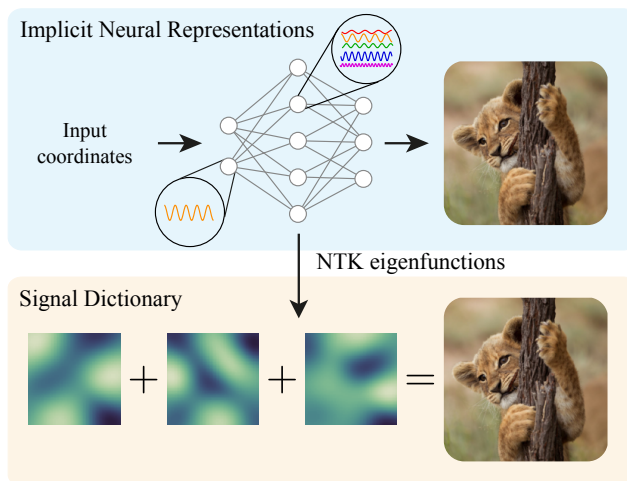 Implicit Neural Representations
Input
coordinates
NTK eigenfunctions
Signal Dictionary
+ + =